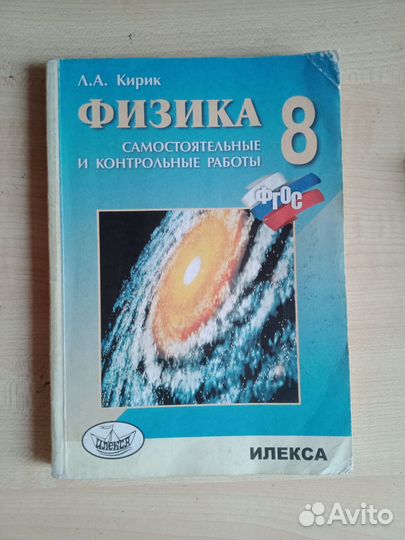 Л.А. Кирик
ФИЗИКА
САМОСТОЯТЕЛЬНЫЕ
И КОНТРОЛЬНЫЕ РАБОТЫ
8
ФГОС
ИЛЕКСА
ИЛЕКСА
Avito